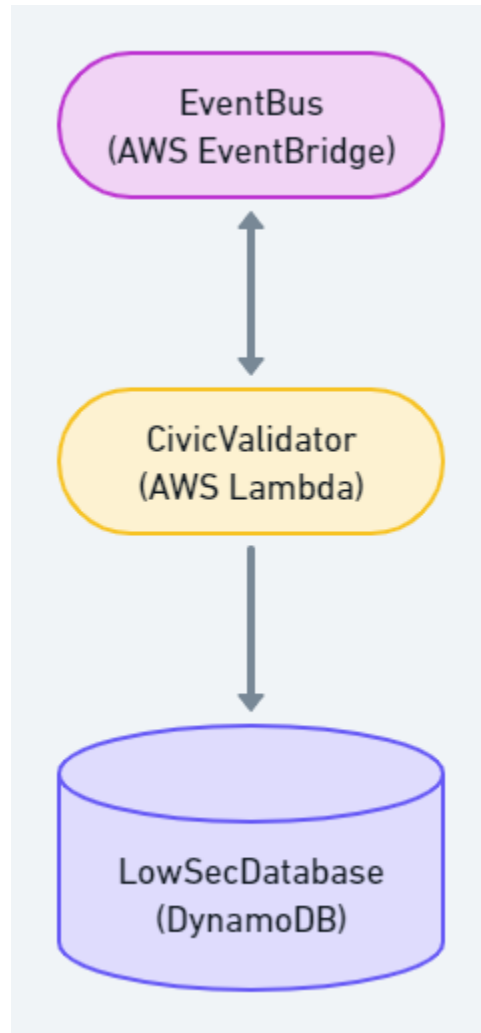 EventBus
(AWS EventBridge)
CivicValidator
(AWS Lambda)
LowSecDatabase
(DynamoDB)